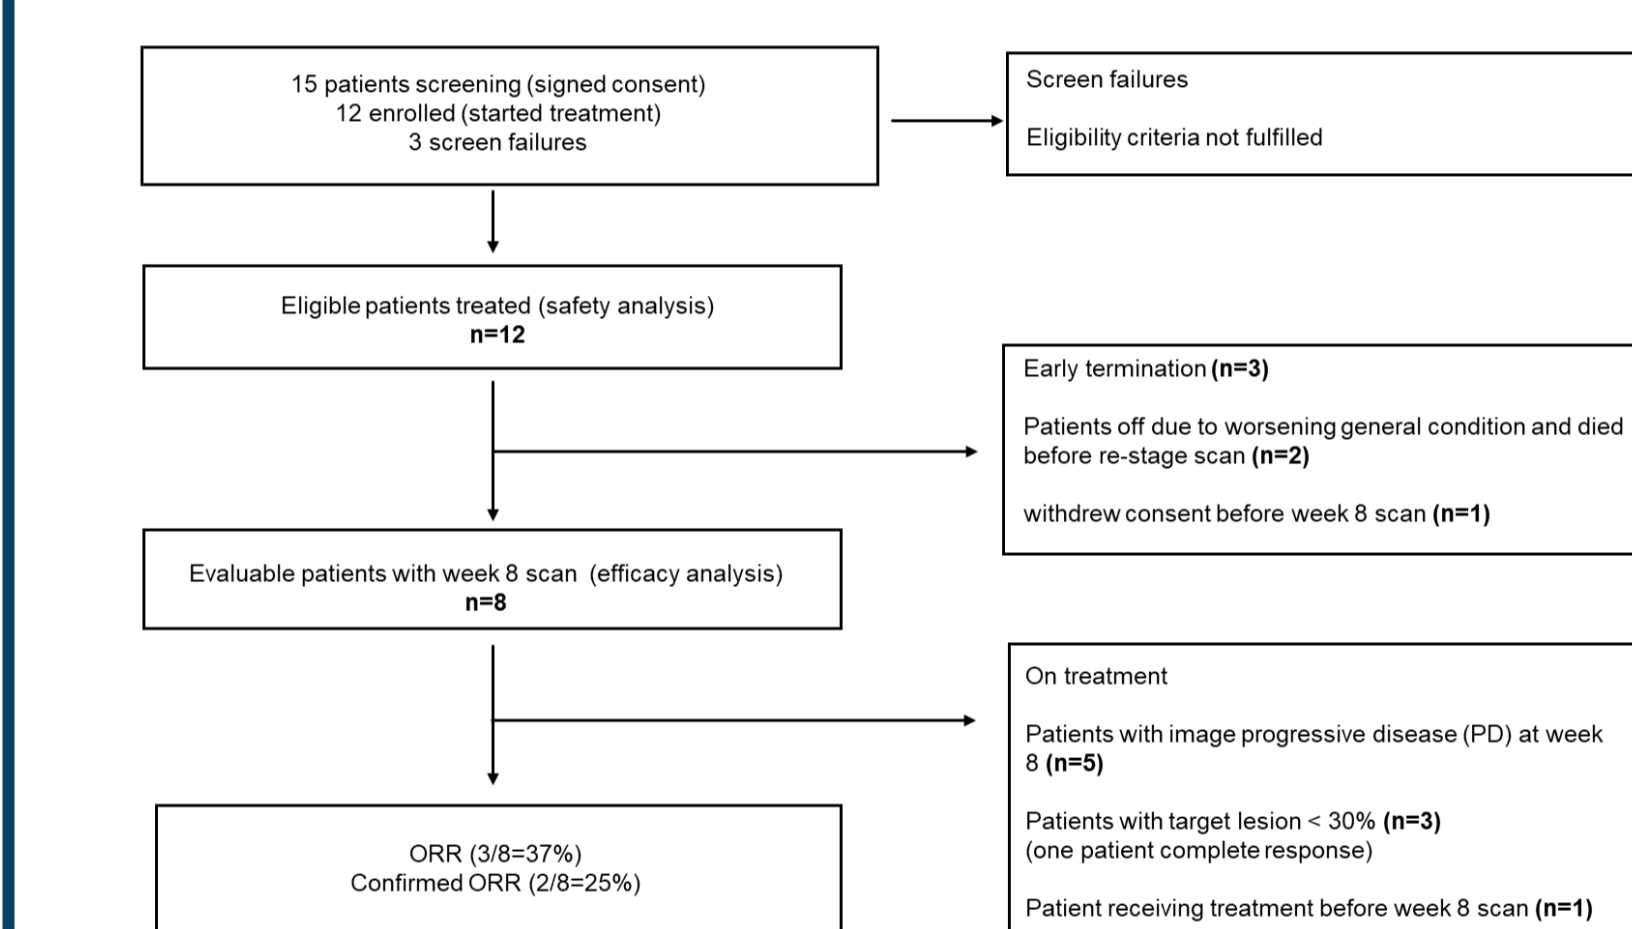 15 patients screening (signed consent)
12 enrolled (started treatment)
3 screen failures
Screen failures
Eligibility criteria not fulfilled
Eligible patients treated (safety analysis)
n=12
Early termination (n=3)
Patients off due to worsening general condition and died
before re-stage scan (n=2)
withdrew consent before week 8 scan (n=1)
Evaluable patients with week 8 scan (efficacy analysis)
n=8
On treatment
Patients with image progressive disease (PD) at week
8 (n=5)
Patients with target lesion < 30% (n=3)
(one patient complete response)
Patient receiving treatment before week 8 scan (n=1)
ORR (3/8=37%)
Confirmed ORR (2/8=25%)